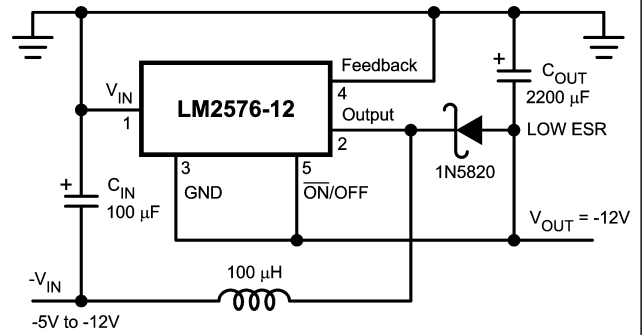 Feedback
4
+
C_OUT
2200 μF
V_IN
1
LM2576-12
Output
2
LOW ESR
1N5820
3
GND
5
ON/OFF
+
C_IN
100 μF
V_OUT = -12V
100 μH
-V_IN
-5V to -12V